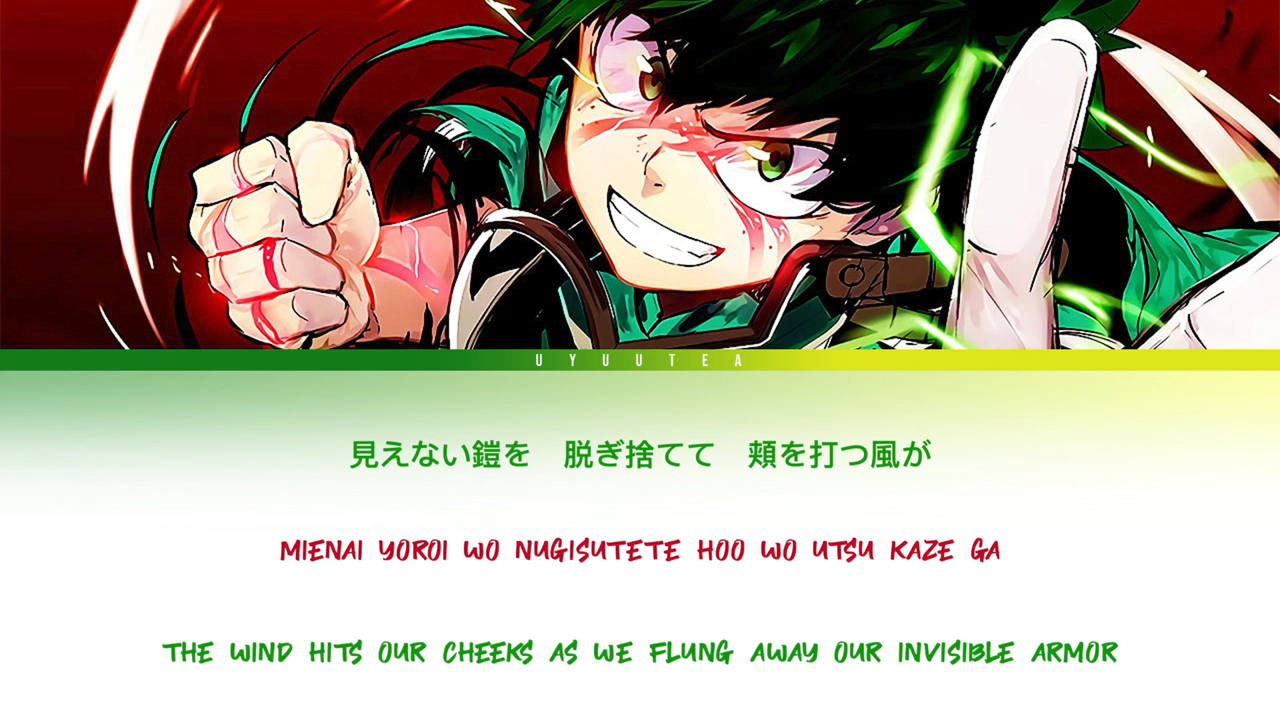 UYUUTEA
見えない鎧を　脱ぎ捨てて　頬を打つ風が
MIENAI YOROI WO NUGISUTETE HOO WO UTSU KAZE GA
THE WIND HITS OUR CHEEKS AS WE FLUNG AWAY OUR INVISIBLE ARMOR